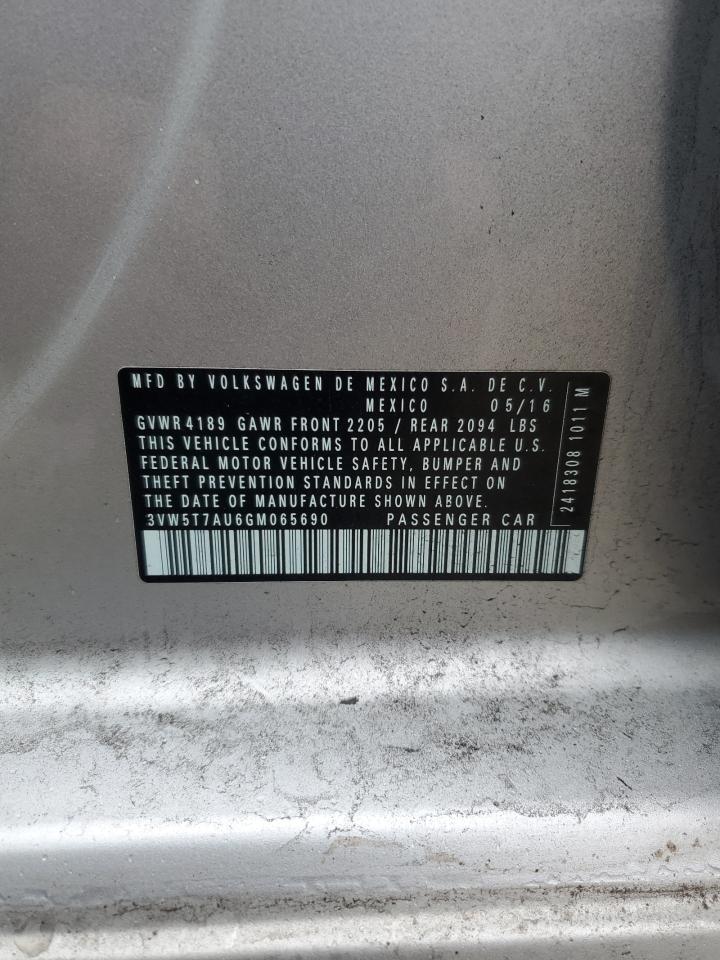 MFD BY VOLKSWAGEN DE MEXICO S.A. DE C.V.
MEXICO 05/16
GVWR 4189 GAWR FRONT 2205 / REAR 2094 LBS
THIS VEHICLE CONFORMS TO ALL APPLICABLE U.S.
FEDERAL MOTOR VEHICLE SAFETY, BUMPER AND
THEFT PREVENTION STANDARDS IN EFFECT ON
THE DATE OF MANUFACTURE SHOWN ABOVE.
3VW5T7AU6GM065690 PASSENGER CAR
2418308 1011 M